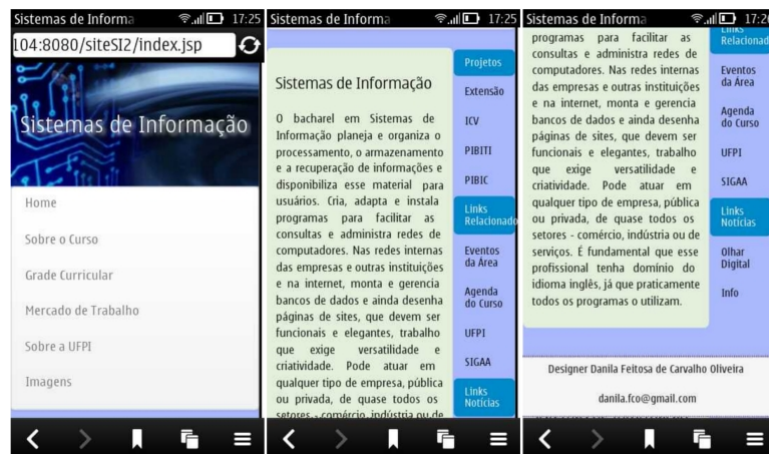 Sistemas de Informa
17:25
104:8080/siteSI2/index.jsp
Sistemas de Informação
Home
Sobre o Curso
Grade Curricular
Mercado de Trabalho
Sobre a UFPI
Imagens
Sistemas de Informa
17:25
Sistemas de Informação
O bacharel em Sistemas de
Informação planeja e organiza o
processamento, o armazenamento
e a recuperação de informações e
disponibiliza esse material para
usuários. Cria, adapta e instala
programas para facilitar as
consultas e administra redes de
computadores. Nas redes internas
das empresas e outras instituições
e na internet, monta e gerencia
bancos de dados e ainda desenha
páginas de sites, que devem ser
funcionais e elegantes, trabalho
que exige versatilidade e
criatividade. Pode atuar em
qualquer tipo de empresa, pública
ou privada, de quase todos os
setores - comércio, indústria ou de
Projetos
Extensão
ICV
PIBITI
PIBIC
Links
Relacionado
Eventos
da Área
Agenda
do Curso
UFPI
SIGAA
Links
Notícias
Sistemas de Informa
17:26
programas para facilitar as
consultas e administra redes de
computadores. Nas redes internas
das empresas e outras instituições
e na internet, monta e gerencia
bancos de dados e ainda desenha
páginas de sites, que devem ser
funcionais e elegantes, trabalho
que exige versatilidade e
criatividade. Pode atuar em
qualquer tipo de empresa, pública
ou privada, de quase todos os
setores - comércio, indústria ou de
serviços. É fundamental que esse
profissional tenha domínio do
idioma inglês, já que praticamente
todos os programas o utilizam.
Links
Relacionad
Eventos
da Área
Agenda
do Curso
UFPI
SIGAA
Links
Notícias
Olhar
Digital
Info
Designer Danila Feitosa de Carvalho Oliveira
danila.fco@gmail.com